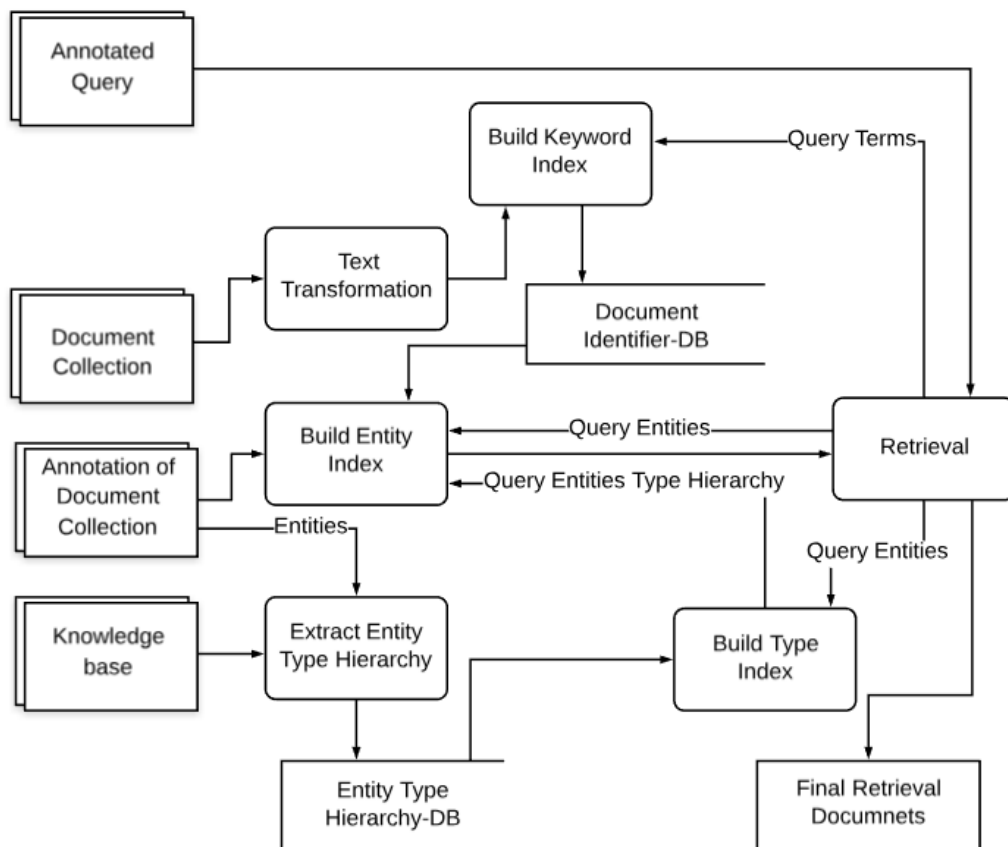 Annotated
Query
Build Keyword
Index
Query Terms
Text
Transformation
Document
Collection
Document
Identifier-DB
Build Entity
Index
Query Entities
Retrieval
Annotation of
Document
Collection
Query Entities Type Hierarchy
Entities
Query Entities
Knowledge
base
Extract Entity
Type Hierarchy
Build Type
Index
Entity Type
Hierarchy-DB
Final Retrieval
Documnets